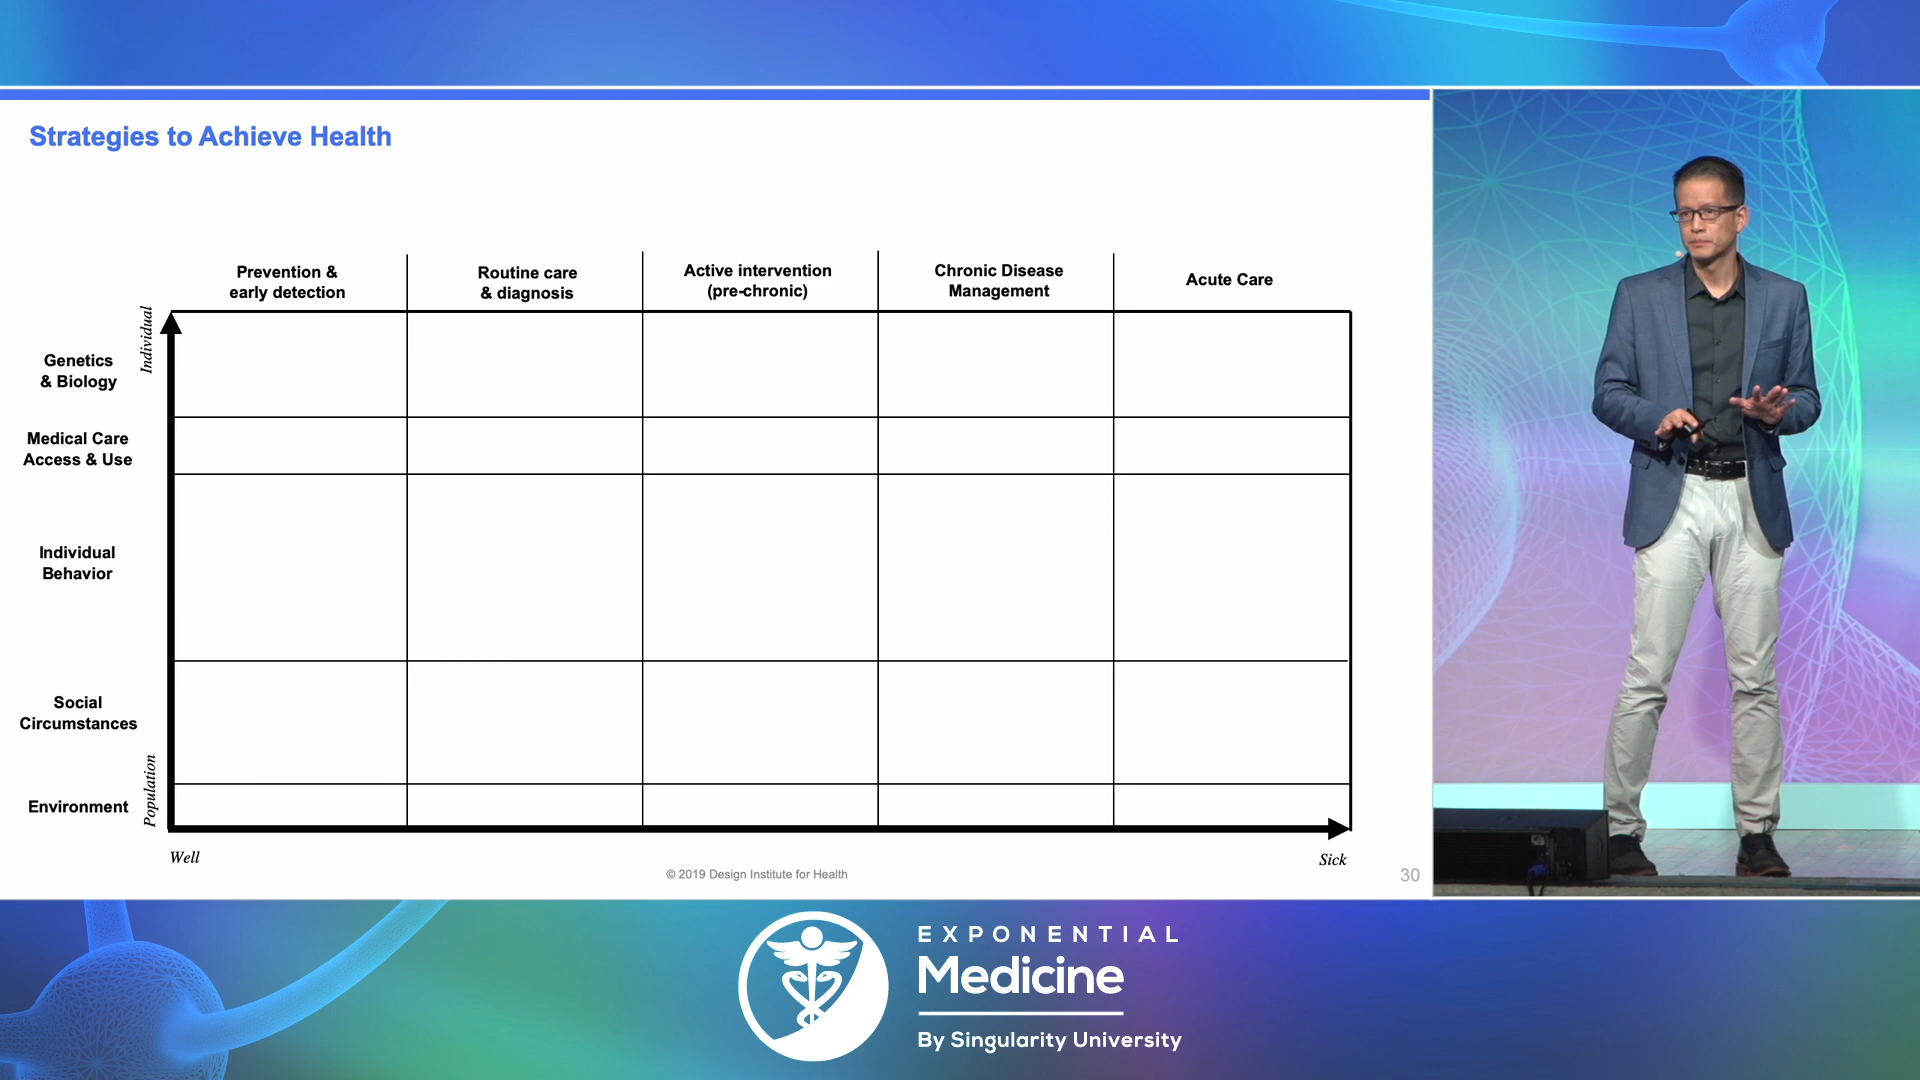 Strategies to Achieve Health
Prevention &
early detection
Routine care
& diagnosis
Active intervention
(pre-chronic)
Chronic Disease
Management
Acute Care
Individual
Genetics
& Biology
Medical Care
Access & Use
Individual
Behavior
Social
Circumstances
Population
Environment
Well
Sick
© 2019 Design Institute for Health
30
EXPONENTIAL
Medicine
By Singularity University